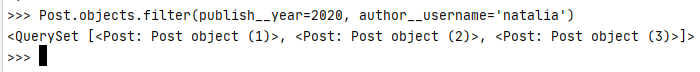 >>> Post.objects.filter(publish__year=2020, author__username='natalia')
<QuerySet [<Post: Post object (1)>, <Post: Post object (2)>, <Post: Post object (3)>]>
>>>